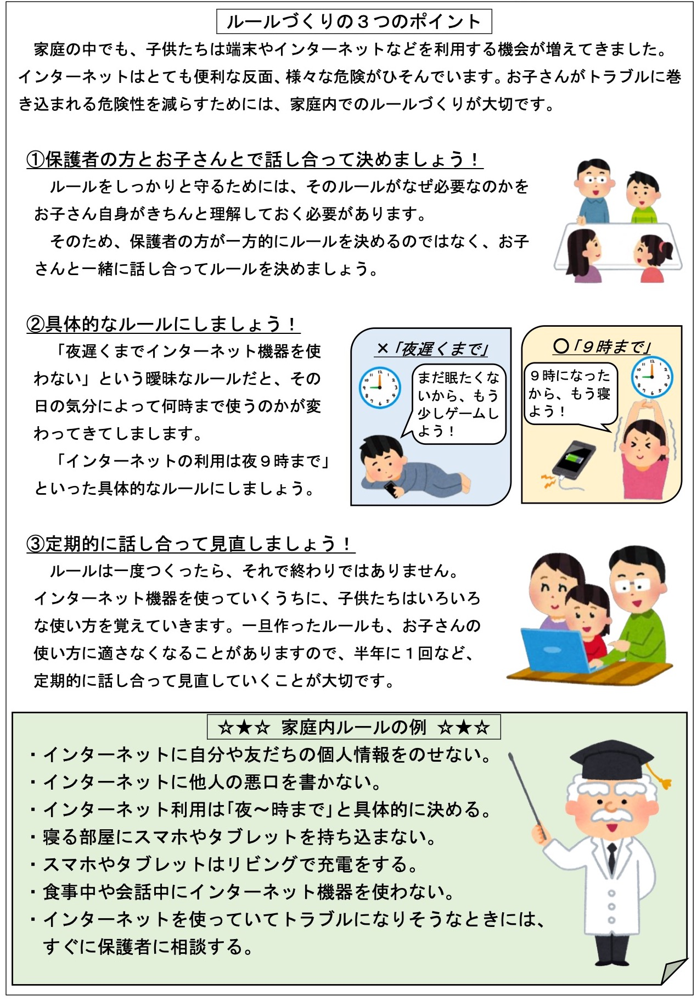 ルールづくりの３つのポイント
家庭の中でも、子供たちは端末やインターネットなどを利用する機会が増えてきました。
インターネットはとても便利な反面、様々な危険がひそんでいます。お子さんがトラブルに巻
き込まれる危険性を減らすためには、家庭内でのルールづくりが大切です。
①保護者の方とお子さんとで話し合って決めましょう！
ルールをしっかりと守るためには、そのルールがなぜ必要なのかを
お子さん自身がきちんと理解しておく必要があります。
そのため、保護者の方が一方的にルールを決めるのではなく、お子
さんと一緒に話し合ってルールを決めましょう。
②具体的なルールにしましょう！
「夜遅くまでインターネット機器を使
わない」という曖昧なルールだと、その
日の気分によって何時まで使うのかが変
わってきてしまします。
「インターネットの利用は夜９時まで」
といった具体的なルールにしましょう。
×「夜遅くまで」
12
1
2
3
4
5
6
7
8
9
10
11
まだ眠たくな
いから、もう
少しゲームし
よう！
〇「９時まで」
12
1
2
3
4
5
6
7
8
9
10
11
９時になった
から、もう寝
よう！
③定期的に話し合って見直しましょう！
ルールは一度つくったら、それで終わりではありません。
インターネット機器を使っていくうちに、子供たちはいろいろ
な使い方を覚えていきます。一旦作ったルールも、お子さんの
使い方に適さなくなることがありますので、半年に１回など、
定期的に話し合って見直していくことが大切です。
☆★☆ 家庭内ルールの例 ☆★☆
・インターネットに自分や友だちの個人情報をのせない。
・インターネットに他人の悪口を書かない。
・インターネット利用は「夜～時まで」と具体的に決める。
・寝る部屋にスマホやタブレットを持ち込まない。
・スマホやタブレットはリビングで充電をする。
・食事中や会話中にインターネット機器を使わない。
・インターネットを使っていてトラブルになりそうなときには、
すぐに保護者に相談する。